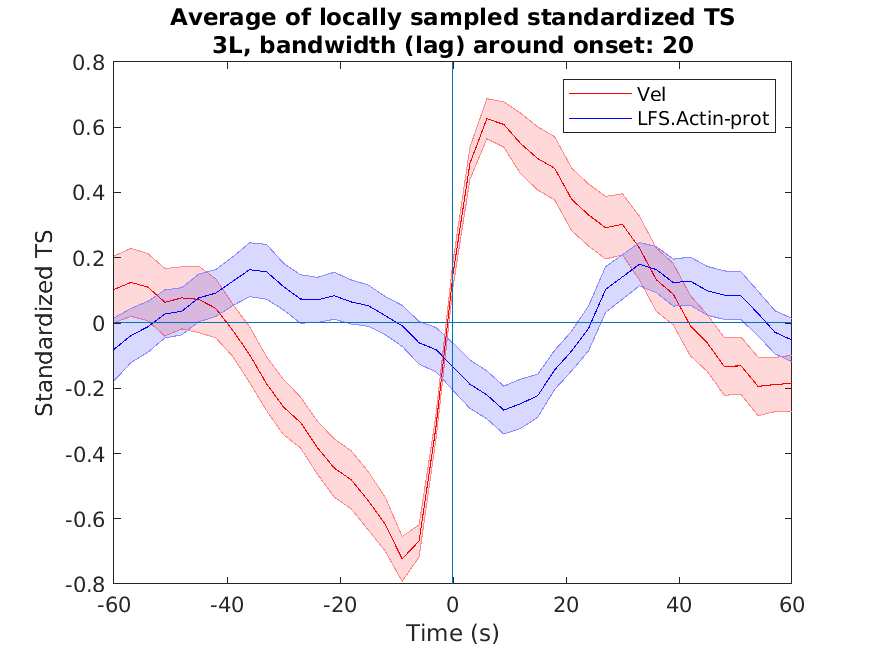 Average of locally sampled standardized TS
3L, bandwidth (lag) around onset: 20
0.8
0.6
0.4
0.2
0
-0.2
-0.4
-0.6
-0.8
Standardized TS
Vel
LFS.Actin-prot
-60 -40 -20 0 20 40 60
Time (s)